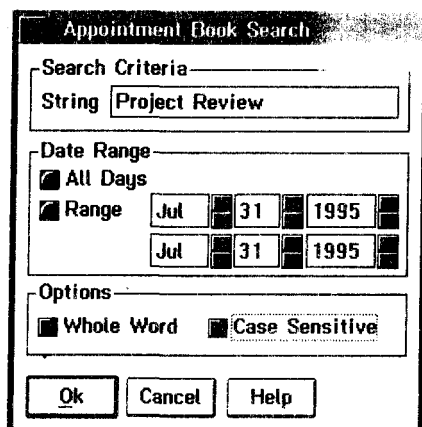 Appointment Book Search
Search Criteria
String Project Review
Date Range
All Days
Range Jul 31 1995
Jul 31 1995
Options
Whole Word Case Sensitive
Ok Cancel Help